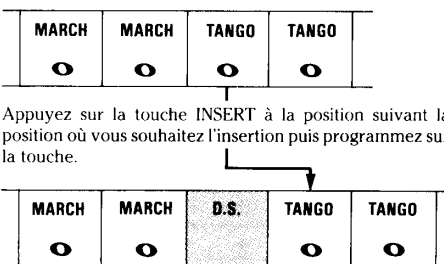 MARCH MARCH TANGO TANGO
Appuyez sur la touche INSERT à la position suivant la
position où vous souhaitez l'insertion puis programmez su
la touche.
MARCH MARCH D.S. TANGO TANGO